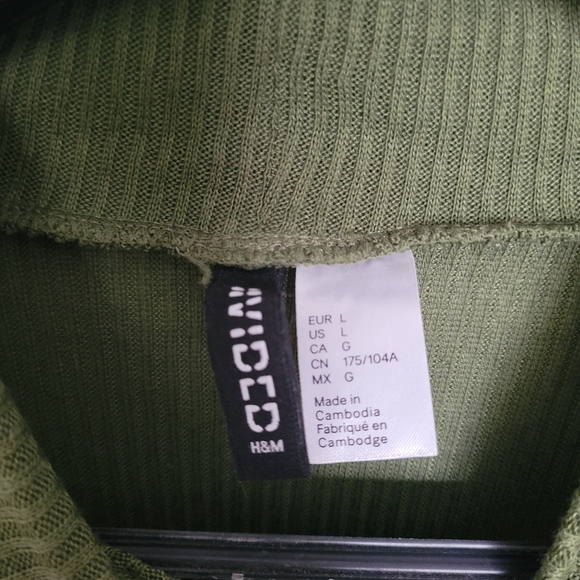 DIVIDED
H&M
EUR L
US L
CA G
CN 175/104A
MX G
Made in
Cambodia
Fabriqué en
Cambodge